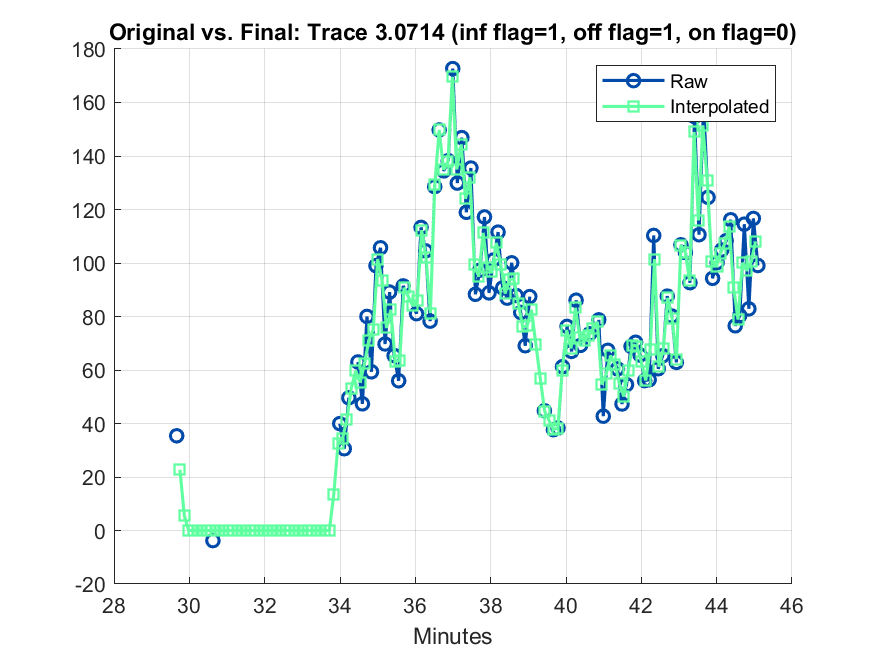 Original vs. Final: Trace 3.0714 (inf flag=1, off flag=1, on flag=0)
180
160
140
120
100
80
60
40
20
0
-20
Raw
Interpolated
28 30 32 34 36 38 40 42 44 46
Minutes